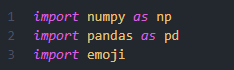 1 import numpy as np
2 import pandas as pd
3 import emoji